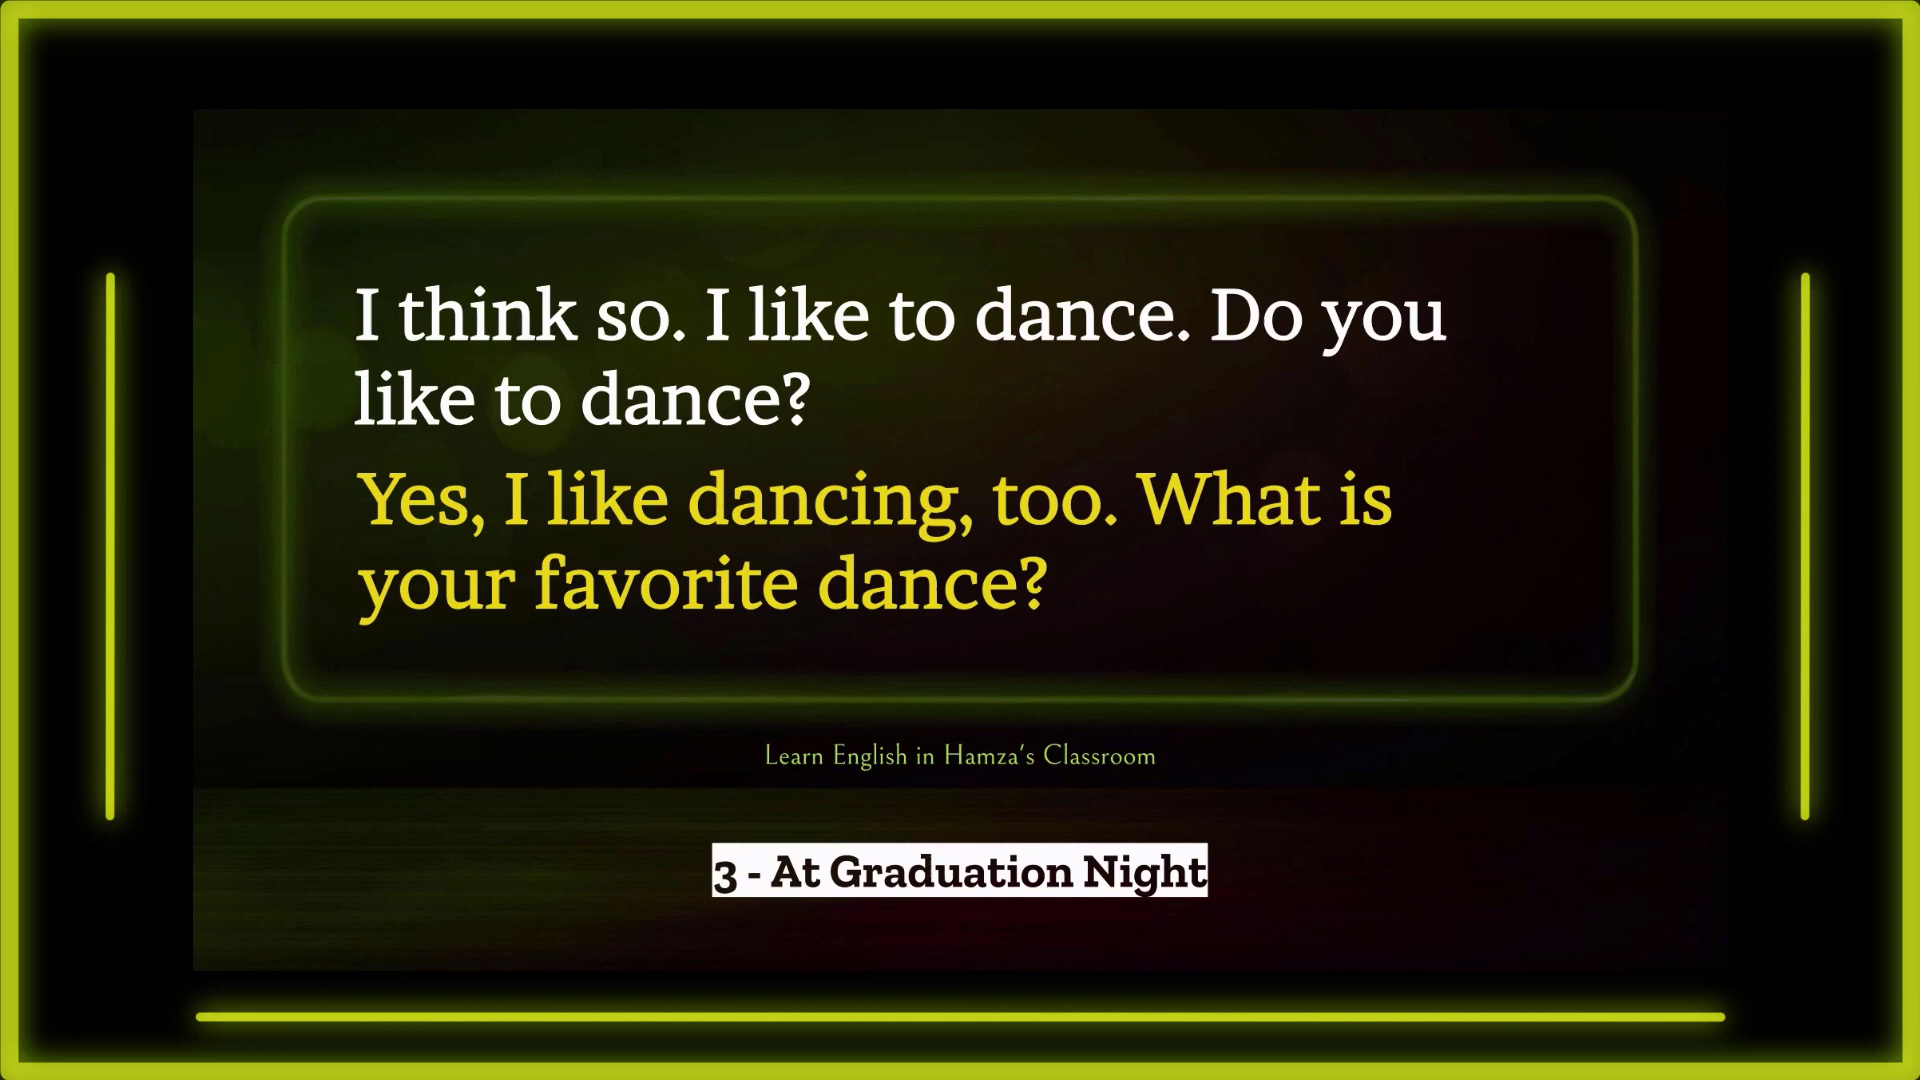 I think so. I like to dance. Do you
like to dance?
Yes, I like dancing, too. What is
your favorite dance?
Learn English in Hamza's Classroom
3 - At Graduation Night